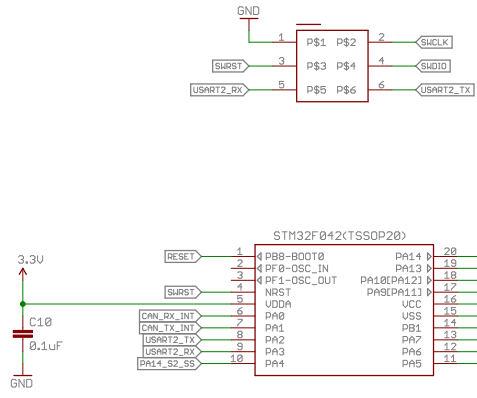 GND
1 P$1 P$2 2 SWCLK
SWRST 3 P$3 P$4 4 SWDIO
USART2_RX 5 P$5 P$6 6 USART2_TX
STM32F042(TSSOP20)
RESET 1 PB8-BOOT0 PA14 20
2 PF0-OSC_IN PA13 19
3 PF1-OSC_OUT PA10[PA12] 18
SWRST 4 NRST PA9[PA11] 17
3.3V
5 VDDA VCC 16
CAN_RX_INT 6 PA0 VSS 15
C10
CAN_TX_INT 7 PA1 PB1 14
USART2_TX 8 PA2 PA7 13
0.1uF
USART2_RX 9 PA3 PA6 12
PA14_S2_SS 10 PA4 PA5 11
GND